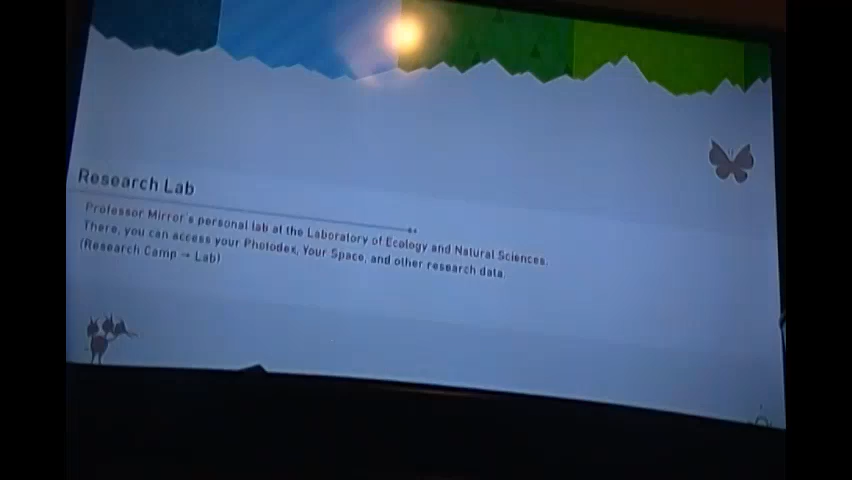 Research Lab
Professor Mirror's personal lab at the Laboratory of Ecology and Natural Sciences.
There, you can access your Photodex, Your Space, and other research data.
(Research Camp → Lab)